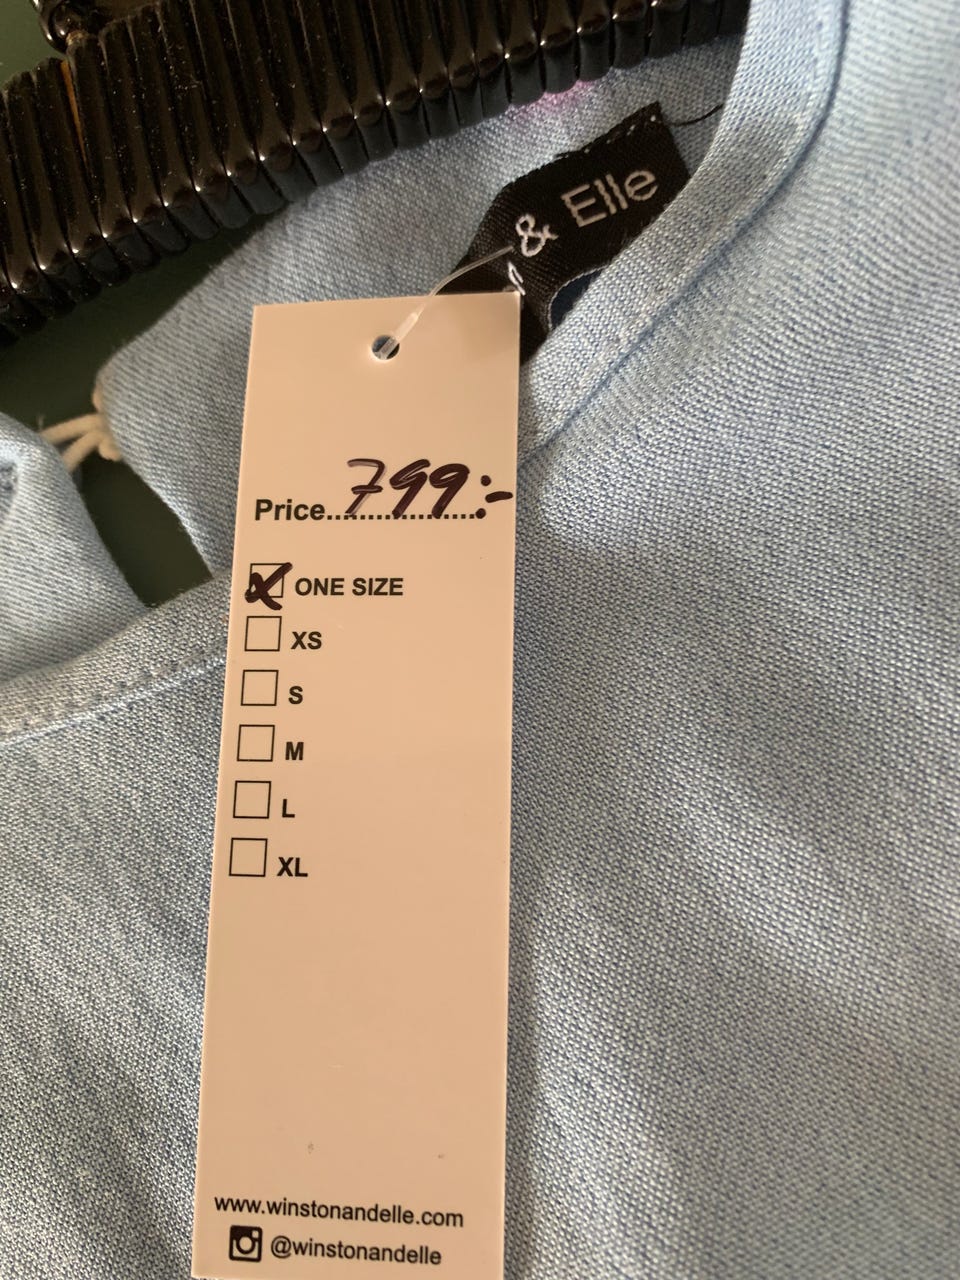 & Elle
Price..................799:-
ONE SIZE
XS
S
M
L
XL
www.winstonandelle.com
@winstonandelle